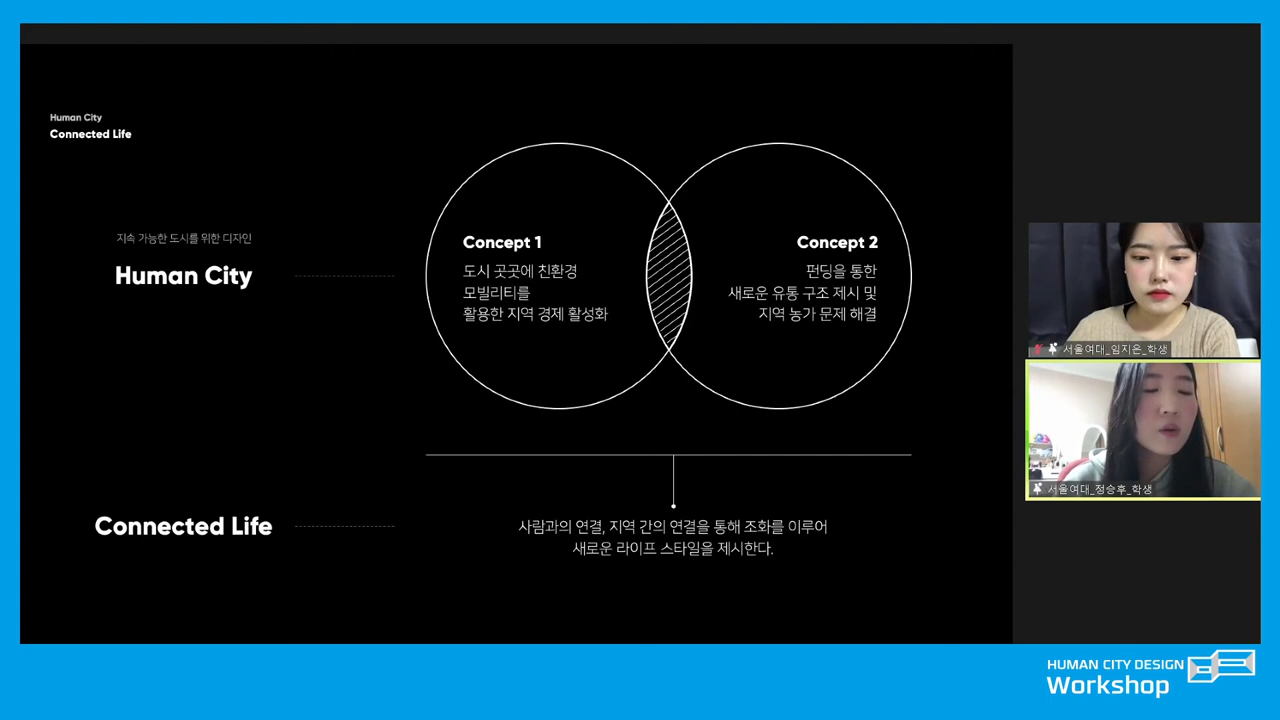 Human City
Connected Life
지속 가능한 도시를 위한 디자인
Human City
Concept 1
도시 곳곳에 친환경
모빌리티를
활용한 지역 경제 활성화
Concept 2
펀딩을 통한
새로운 유통 구조 제시 및
지역 농가 문제 해결
Connected Life
사람과의 연결, 지역 간의 연결을 통해 조화를 이루어
새로운 라이프 스타일을 제시한다.
서울여대_임지은_학생
서울여대_정승후_학생
HUMAN CITY DESIGN
Workshop